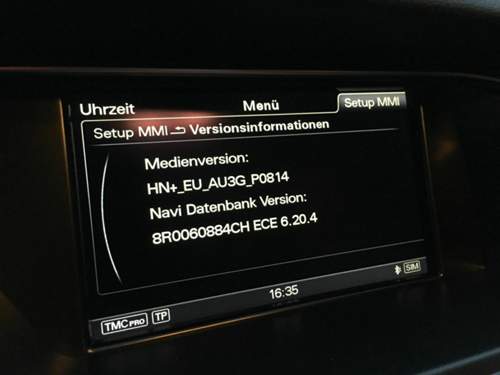 Uhrzeit Menü Setup MMI
Setup MMI Versionsinformationen
Medienversion:
HN+_EU_AU3G_P0814
Navi Datenbank Version:
8R0060884CH ECE 6.20.4
16:35 SIM
TMC PRO TP